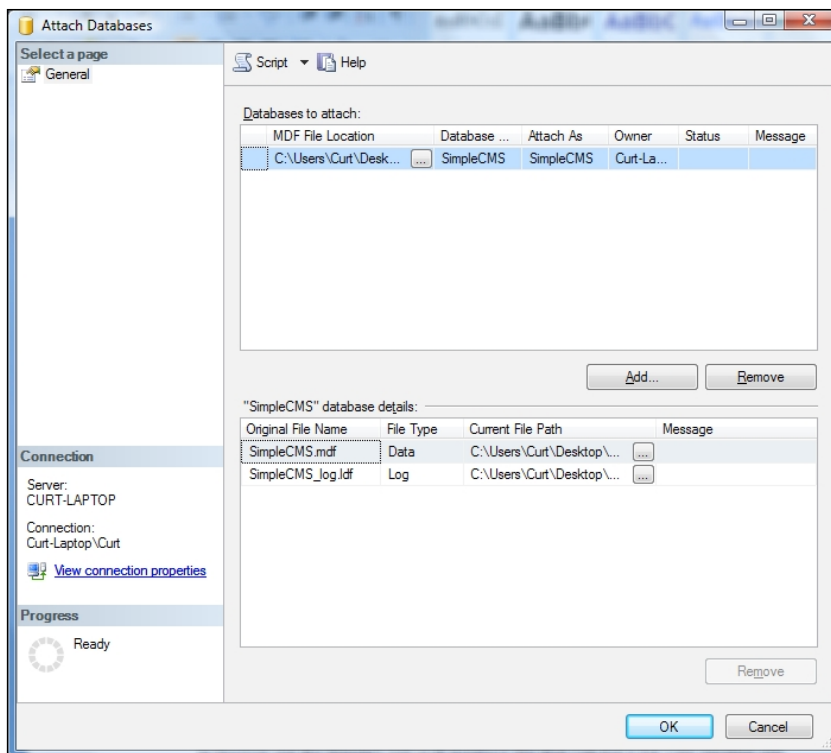 Attach Databases
Select a page
General
Script Help
Databases to attach:
MDF File Location Database ... Attach As Owner Status Message
C:\Users\Curt\Desk... ... SimpleCMS SimpleCMS Curt-La...
Add... Remove
"SimpleCMS" database details:
Original File Name File Type Current File Path Message
SimpleCMS.mdf Data C:\Users\Curt\Desktop\... ...
SimpleCMS_log.ldf Log C:\Users\Curt\Desktop\... ...
Connection
Server:
CURT-LAPTOP
Connection:
Curt-Laptop\Curt
View connection properties
Progress
Ready
Remove
OK Cancel